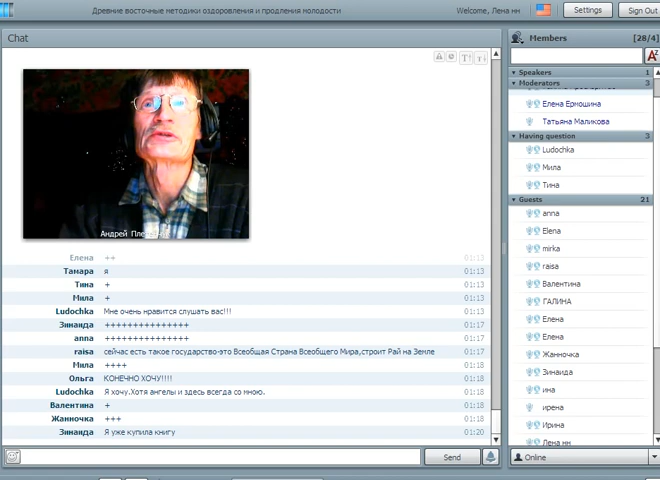 Древние восточные методики оздоровления и продления молодости
Welcome, Лена нн
Settings
Sign Out
Chat
Андрей
Елена ++ 01:13
Тамара я 01:13
Тина + 01:13
Мила + 01:13
Ludochka Мне очень нравится слушать вас!!! 01:13
Зинаида +++++++++++++++ 01:17
anna +++++++++++++++ 01:17
raisa сейчас есть такое государство-это Всеобщая Страна Всеобщего Мира,строит Рай на Земле 01:17
Мила ++++ 01:18
Ольга КОНЕЧНО ХОЧУ!!!! 01:18
Ludochka Я хочу.Хотя ангелы и здесь всегда со мною. 01:18
Валентина + 01:18
Жанночка +++ 01:18
Зинаида Я уже купила книгу 01:20
Send
Members [28/4]
Speakers 1
Moderators 3
Елена Ермошина
Татьяна Маликова
Having question 3
Ludochka
Мила
Тина
Guests 21
anna
Elena
mirka
raisa
Валентина
ГАЛИНА
Елена
Елена
Жанночка
Зинаида
ина
ирена
Ирина
Лена нн
Online